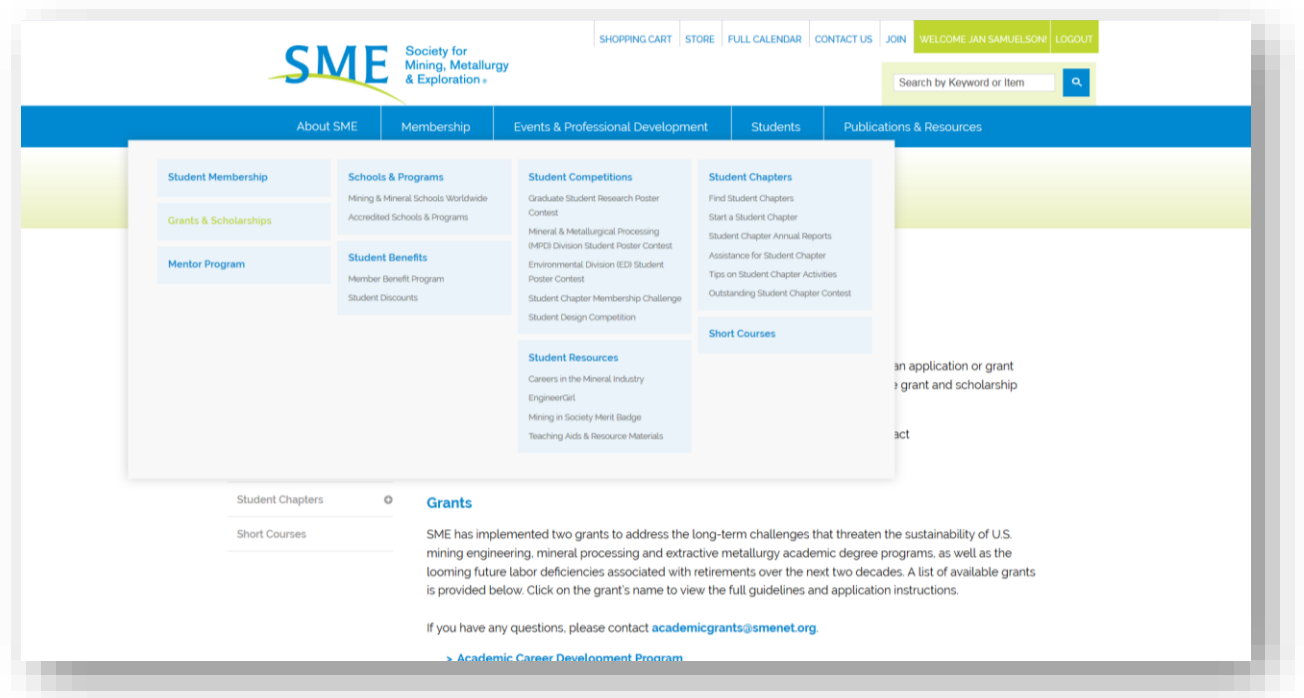 SHOPPING CART STORE FULL CALENDAR CONTACT US JOIN WELCOME JAN SAMUELSON! LOGOUT
SME
Society for
Mining, Metallurgy
& Exploration
Search by Keyword or Item
About SME Membership Events & Professional Development Students Publications & Resources
Student Membership
Grants & Scholarships
Mentor Program
Schools & Programs
Mining & Mineral Schools Worldwide
Accredited Schools & Programs
Student Benefits
Member Benefit Program
Student Discounts
Student Competitions
Graduate Student Research Poster
Contest
Mineral & Metallurgical Processing
(MPD) Division Student Poster Contest
Environmental Division (ED) Student
Poster Contest
Student Chapter Membership Challenge
Student Design Competition
Student Resources
Careers in the Mineral Industry
EngineerGirl
Mining in Society Merit Badge
Teaching Aids & Resource Materials
Student Chapters
Find Student Chapters
Start a Student Chapter
Student Chapter Annual Reports
Assistance for Student Chapter
Tips on Student Chapter Activities
Outstanding Student Chapter Contest
Short Courses
an application or grant
grant and scholarship
Student Chapters
Short Courses
Grants
SME has implemented two grants to address the long-term challenges that threaten the sustainability of U.S.
mining engineering, mineral processing and extractive metallurgy academic degree programs, as well as the
looming future labor deficiencies associated with retirements over the next two decades. A list of available grants
is provided below. Click on the grant's name to view the full guidelines and application instructions.
If you have any questions, please contact academicgrants@smenet.org.
> Academic Career Development Program